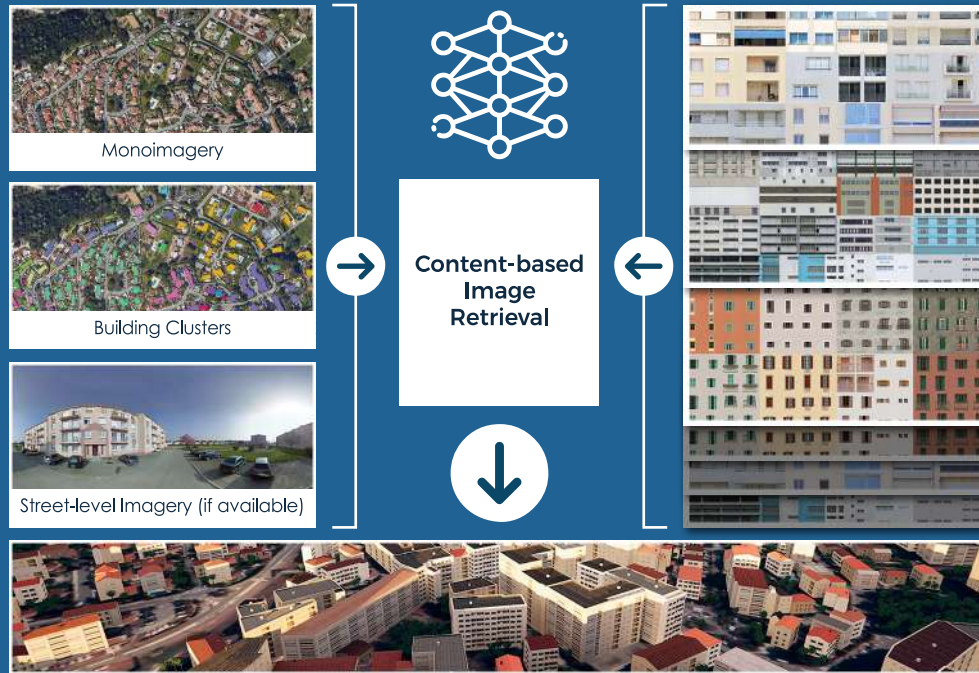 Monoimagery
Building Clusters
Street-level Imagery (if available)
Content-based
Image
Retrieval